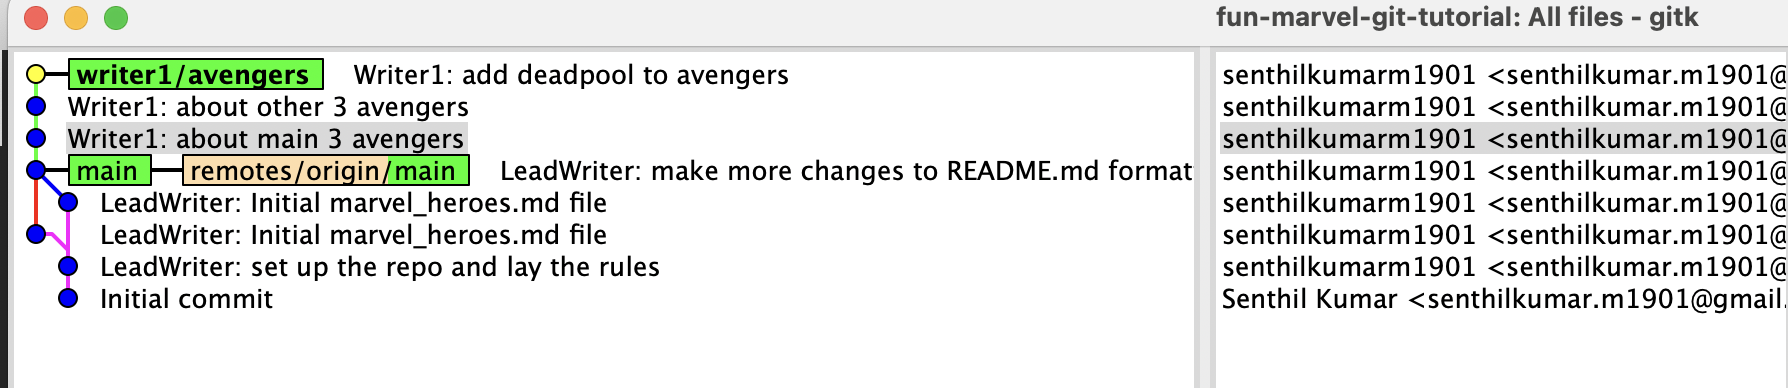 fun-marvel-git-tutorial: All files - gitk
writer1/avengers Writer1: add deadpool to avengers senthilkumarm1901 <senthilkumar.m1901@
Writer1: about other 3 avengers senthilkumarm1901 <senthilkumar.m1901@
Writer1: about main 3 avengers senthilkumarm1901 <senthilkumar.m1901@
main remotes/origin/main LeadWriter: make more changes to README.md format senthilkumarm1901 <senthilkumar.m1901@
LeadWriter: Initial marvel_heroes.md file senthilkumarm1901 <senthilkumar.m1901@
LeadWriter: Initial marvel_heroes.md file senthilkumarm1901 <senthilkumar.m1901@
LeadWriter: set up the repo and lay the rules senthilkumarm1901 <senthilkumar.m1901@
Initial commit Senthil Kumar <senthilkumar.m1901@gmail.